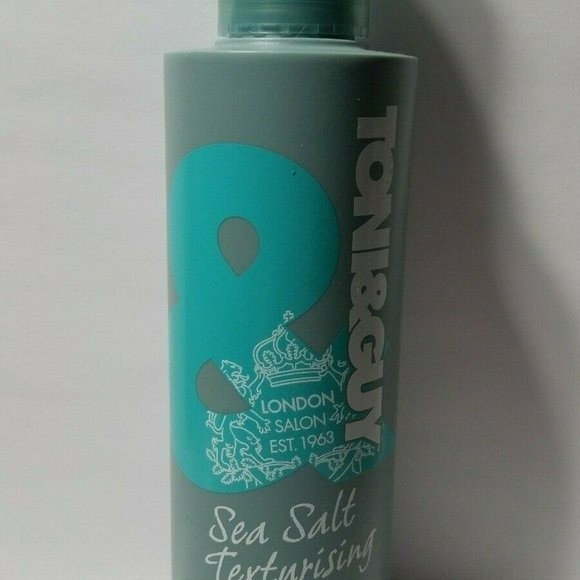 TONI&GUY
LONDON
SALON
EST. 1963
Sea Salt
Texturising